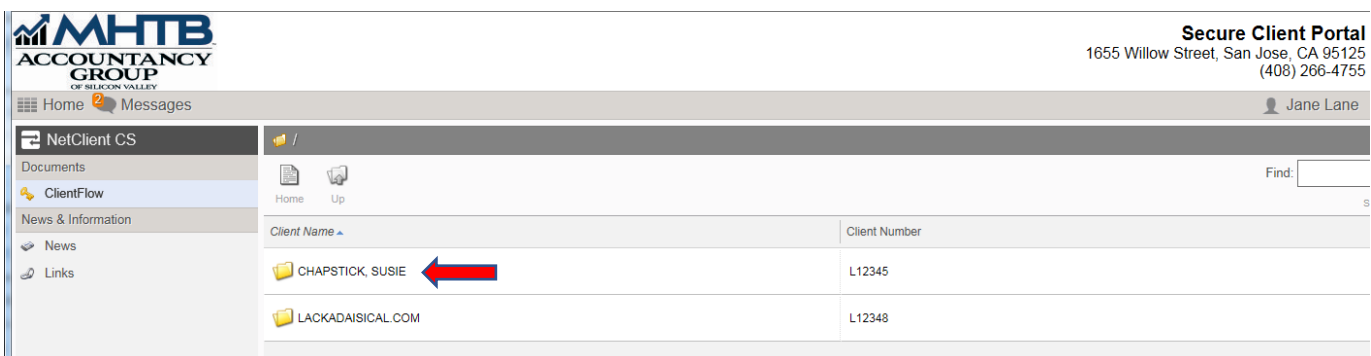 MHTB
ACCOUNTANCY
GROUP
OF SILICON VALLEY
Secure Client Portal
1655 Willow Street, San Jose, CA 95125
(408) 266-4755
Home 2 Messages
Jane Lane
NetClient CS
/
Documents
ClientFlow
News & Information
News
Links
Home Up
Find:
S
Client Name Client Number
CHAPSTICK, SUSIE L12345
LACKADAISICAL.COM L12348